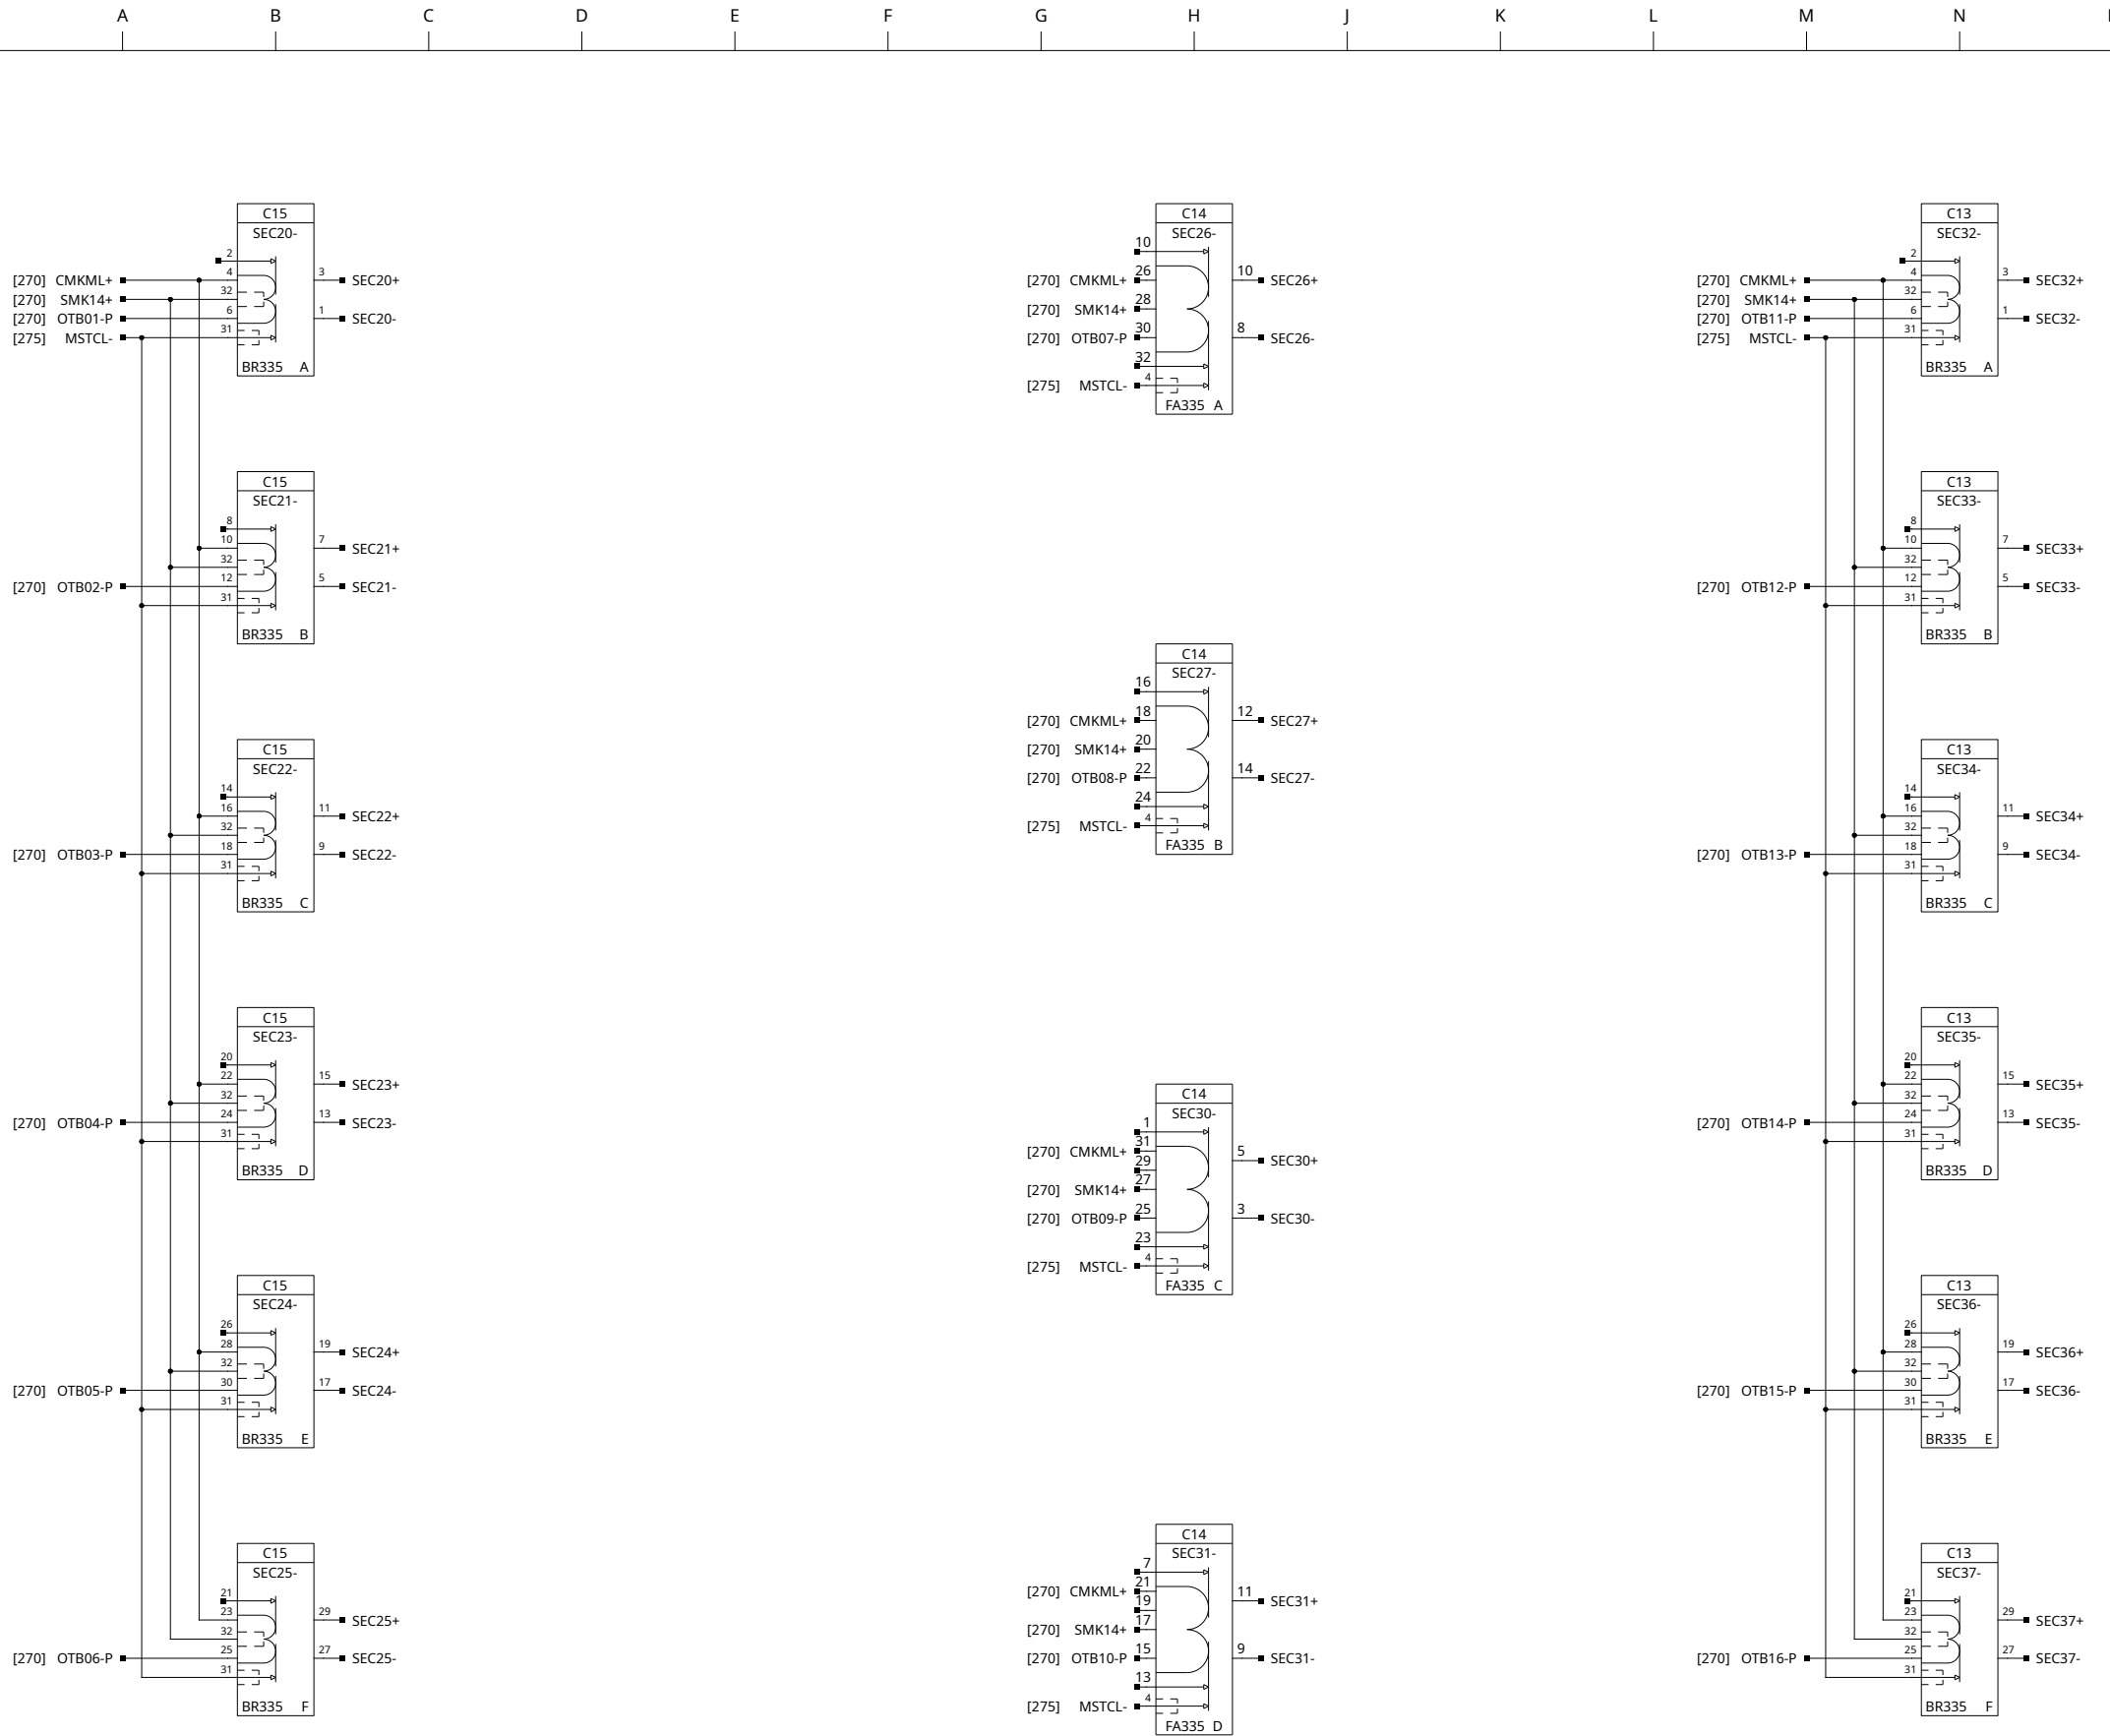 A B C D E F G H J K L M N
C15
SEC20-
2
[270] CMKML+ 4 3 SEC20+
[270] SMK14+ 32
[270] OTB01-P 6 1 SEC20-
[275] MSTCL- 31
BR335 A
C15
SEC21-
8
10 7 SEC21+
32
[270] OTB02-P 12 5 SEC21-
31
BR335 B
C15
SEC22-
14
16 11 SEC22+
32
[270] OTB03-P 18 9 SEC22-
31
BR335 C
C15
SEC23-
20
22 15 SEC23+
32
[270] OTB04-P 24 13 SEC23-
31
BR335 D
C15
SEC24-
26
28 19 SEC24+
32
[270] OTB05-P 30 17 SEC24-
31
BR335 E
C15
SEC25-
21
23 29 SEC25+
32
[270] OTB06-P 25 27 SEC25-
31
BR335 F
C14
SEC26-
10
[270] CMKML+ 26 10 SEC26+
[270] SMK14+ 28
[270] OTB07-P 30 8 SEC26-
32
[275] MSTCL- 4
FA335 A
C14
SEC27-
16
[270] CMKML+ 18 12 SEC27+
[270] SMK14+ 20
[270] OTB08-P 22 14 SEC27-
24
[275] MSTCL- 4
FA335 B
C14
SEC30-
1
[270] CMKML+ 31 5 SEC30+
29
[270] SMK14+ 27
[270] OTB09-P 25 3 SEC30-
23
[275] MSTCL- 4
FA335 C
C14
SEC31-
7
[270] CMKML+ 21 11 SEC31+
19
[270] SMK14+ 17
[270] OTB10-P 15 9 SEC31-
13
[275] MSTCL- 4
FA335 D
C13
SEC32-
2
[270] CMKML+ 4 3 SEC32+
[270] SMK14+ 32
[270] OTB11-P 6 1 SEC32-
[275] MSTCL- 31
BR335 A
C13
SEC33-
8
10 7 SEC33+
32
[270] OTB12-P 12 5 SEC33-
31
BR335 B
C13
SEC34-
14
16 11 SEC34+
32
[270] OTB13-P 18 9 SEC34-
31
BR335 C
C13
SEC35-
20
22 15 SEC35+
32
[270] OTB14-P 24 13 SEC35-
31
BR335 D
C13
SEC36-
26
28 19 SEC36+
32
[270] OTB15-P 30 17 SEC36-
31
BR335 E
C13
SEC37-
21
23 29 SEC37+
32
[270] OTB16-P 25 27 SEC37-
31
BR335 F